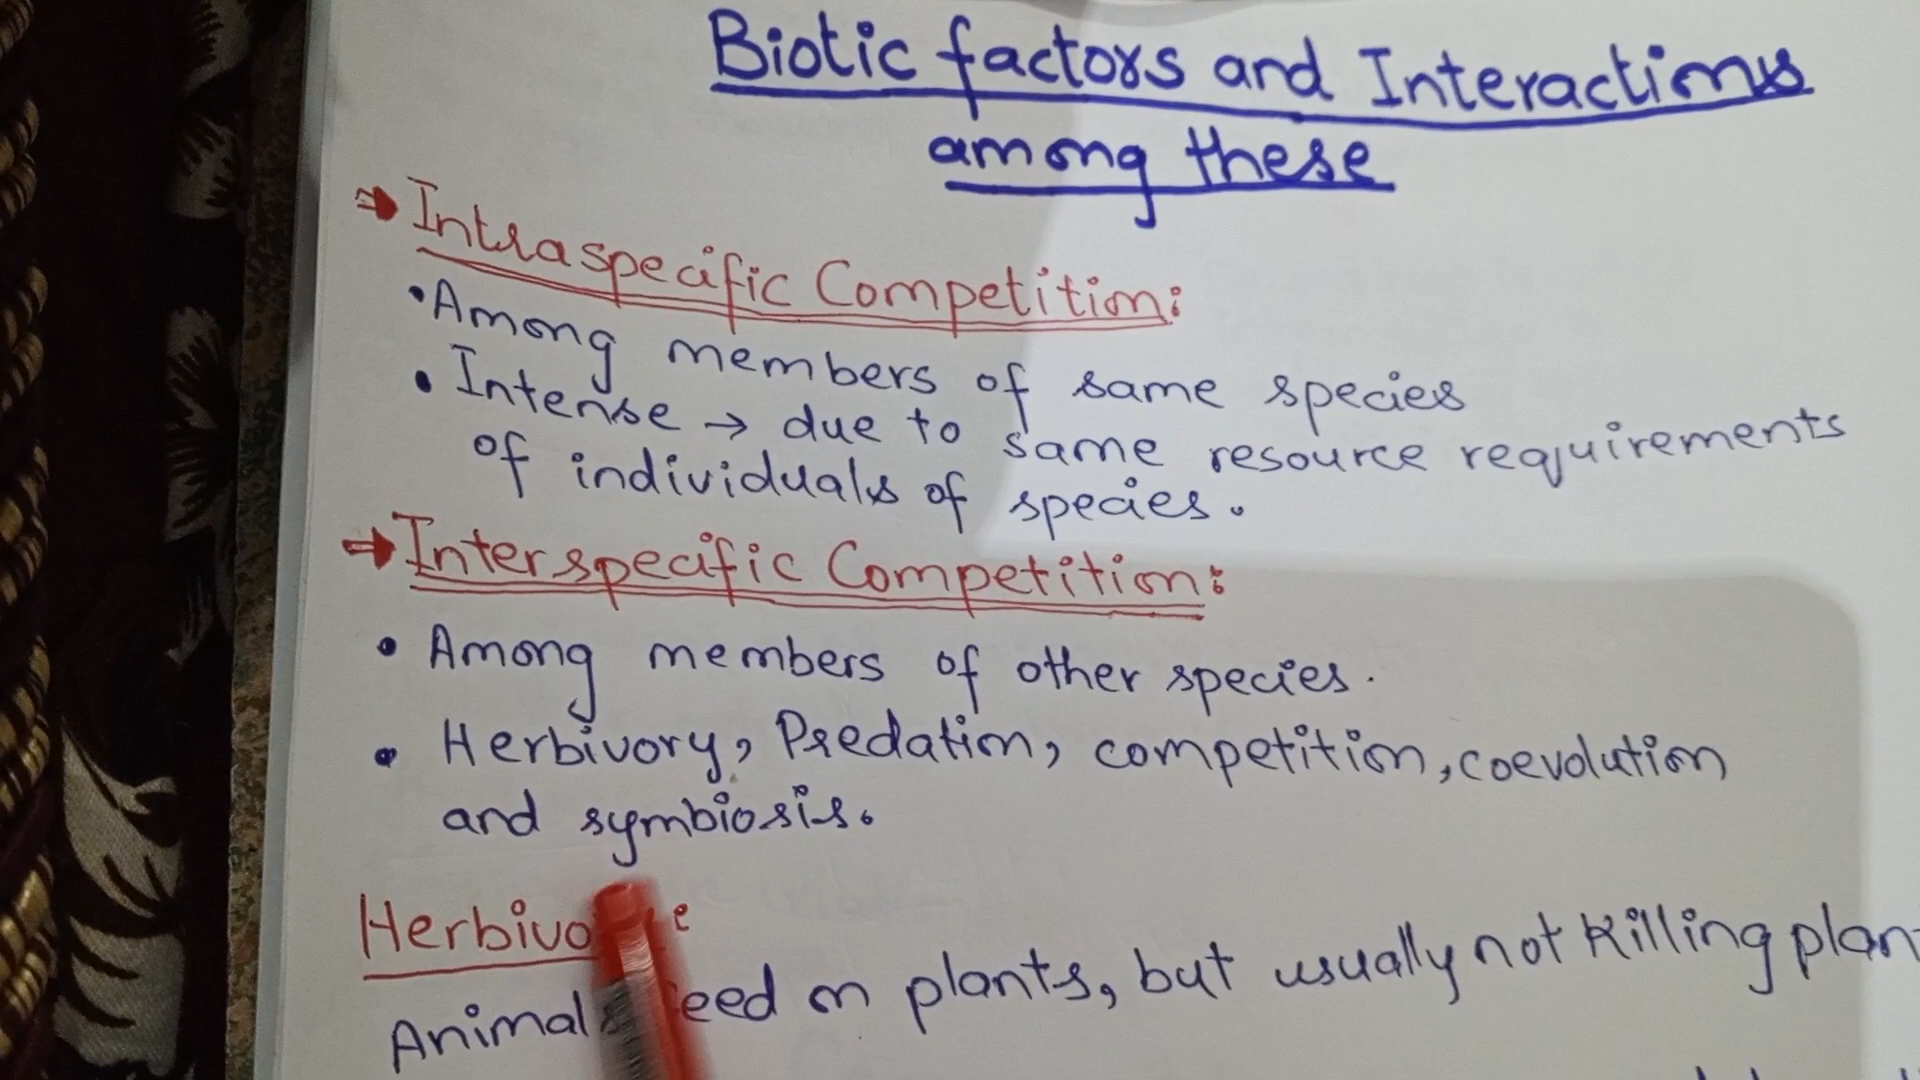 Biotic factors and Interactions
among these
⇒ Intraspecific Competition:
• Among members of same species
• Intense → due to same resource requirements
of individuals of species.
⇒ Interspecific Competition:
• Among members of other species.
• Herbivory, Predation, competition, coevolution
and symbiosis.
Herbivo
Animals eed on plants, but usually not killing plan